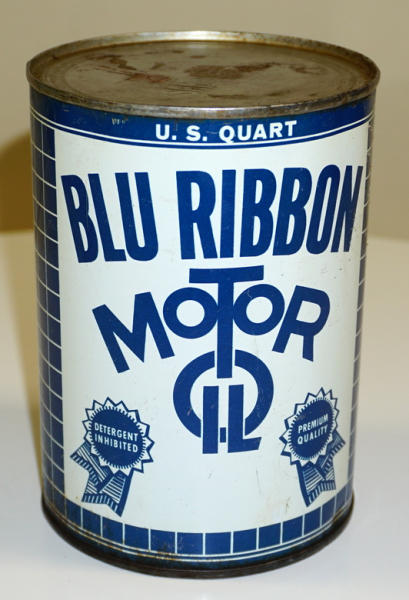 U. S. QUART
BLU RIBBON
MOTOR
OIL
DETERGENT
INHIBITED
PREMIUM
QUALITY